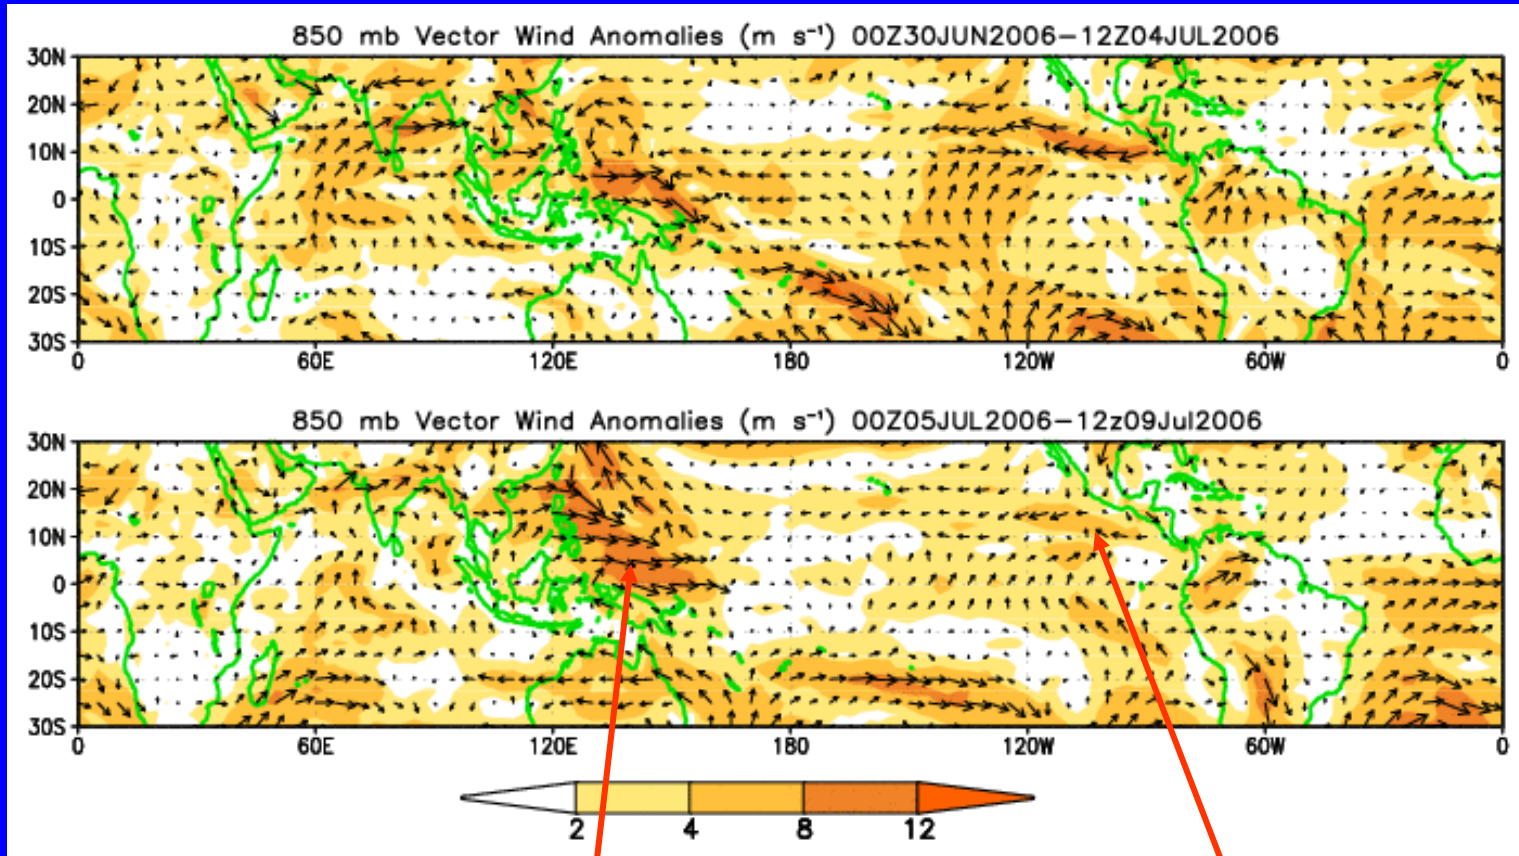 850 mb Vector Wind Anomalies (m s⁻¹) 00Z30JUN2006−12Z04JUL2006
30N
20N
10N
0
10S
20S
30S
0 60E 120E 180 120W 60W 0
850 mb Vector Wind Anomalies (m s⁻¹) 00Z05JUL2006−12z09Jul2006
30N
20N
10N
0
10S
20S
30S
0 60E 120E 180 120W 60W 0
2 4 8 12